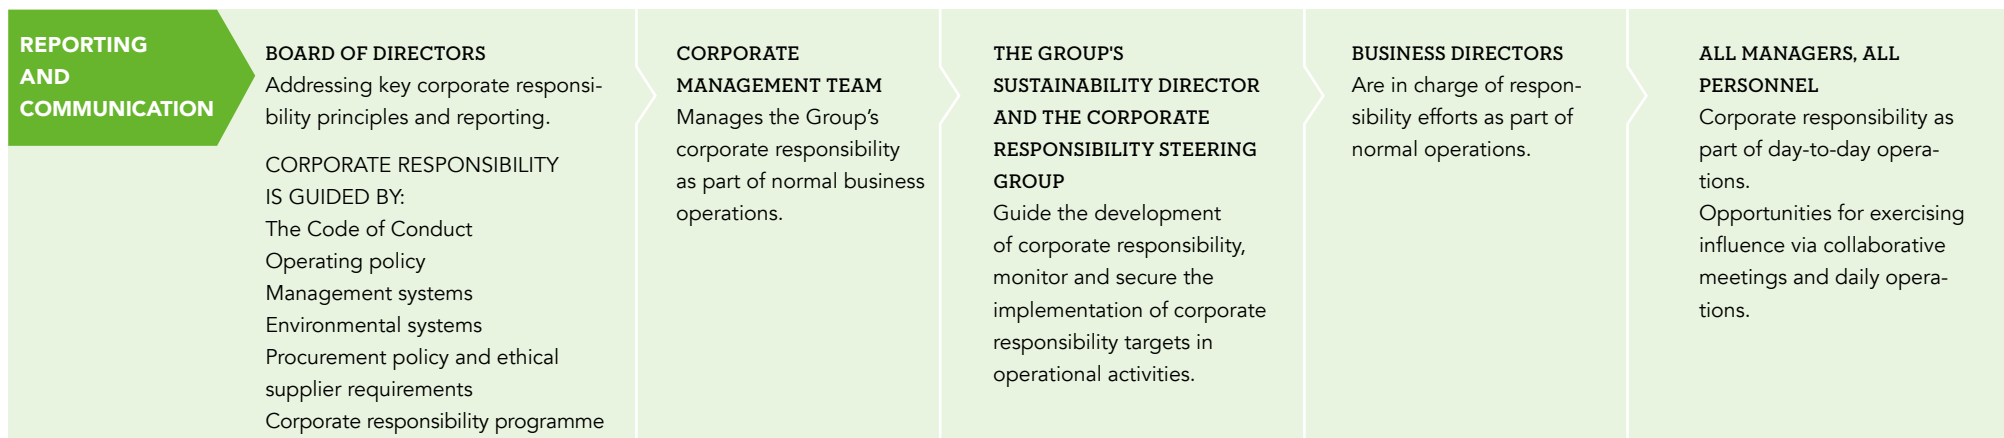 REPORTING
AND
COMMUNICATION
BOARD OF DIRECTORS
Addressing key corporate responsi-
bility principles and reporting.
CORPORATE RESPONSIBILITY
IS GUIDED BY:
The Code of Conduct
Operating policy
Management systems
Environmental systems
Procurement policy and ethical
supplier requirements
Corporate responsibility programme
CORPORATE
MANAGEMENT TEAM
Manages the Group’s
corporate responsibility
as part of normal business
operations.
THE GROUP'S
SUSTAINABILITY DIRECTOR
AND THE CORPORATE
RESPONSIBILITY STEERING
GROUP
Guide the development
of corporate responsibility,
monitor and secure the
implementation of corporate
responsibility targets in
operational activities.
BUSINESS DIRECTORS
Are in charge of respon-
sibility efforts as part of
normal operations.
ALL MANAGERS, ALL
PERSONNEL
Corporate responsibility as
part of day-to-day opera-
tions.
Opportunities for exercising
influence via collaborative
meetings and daily opera-
tions.